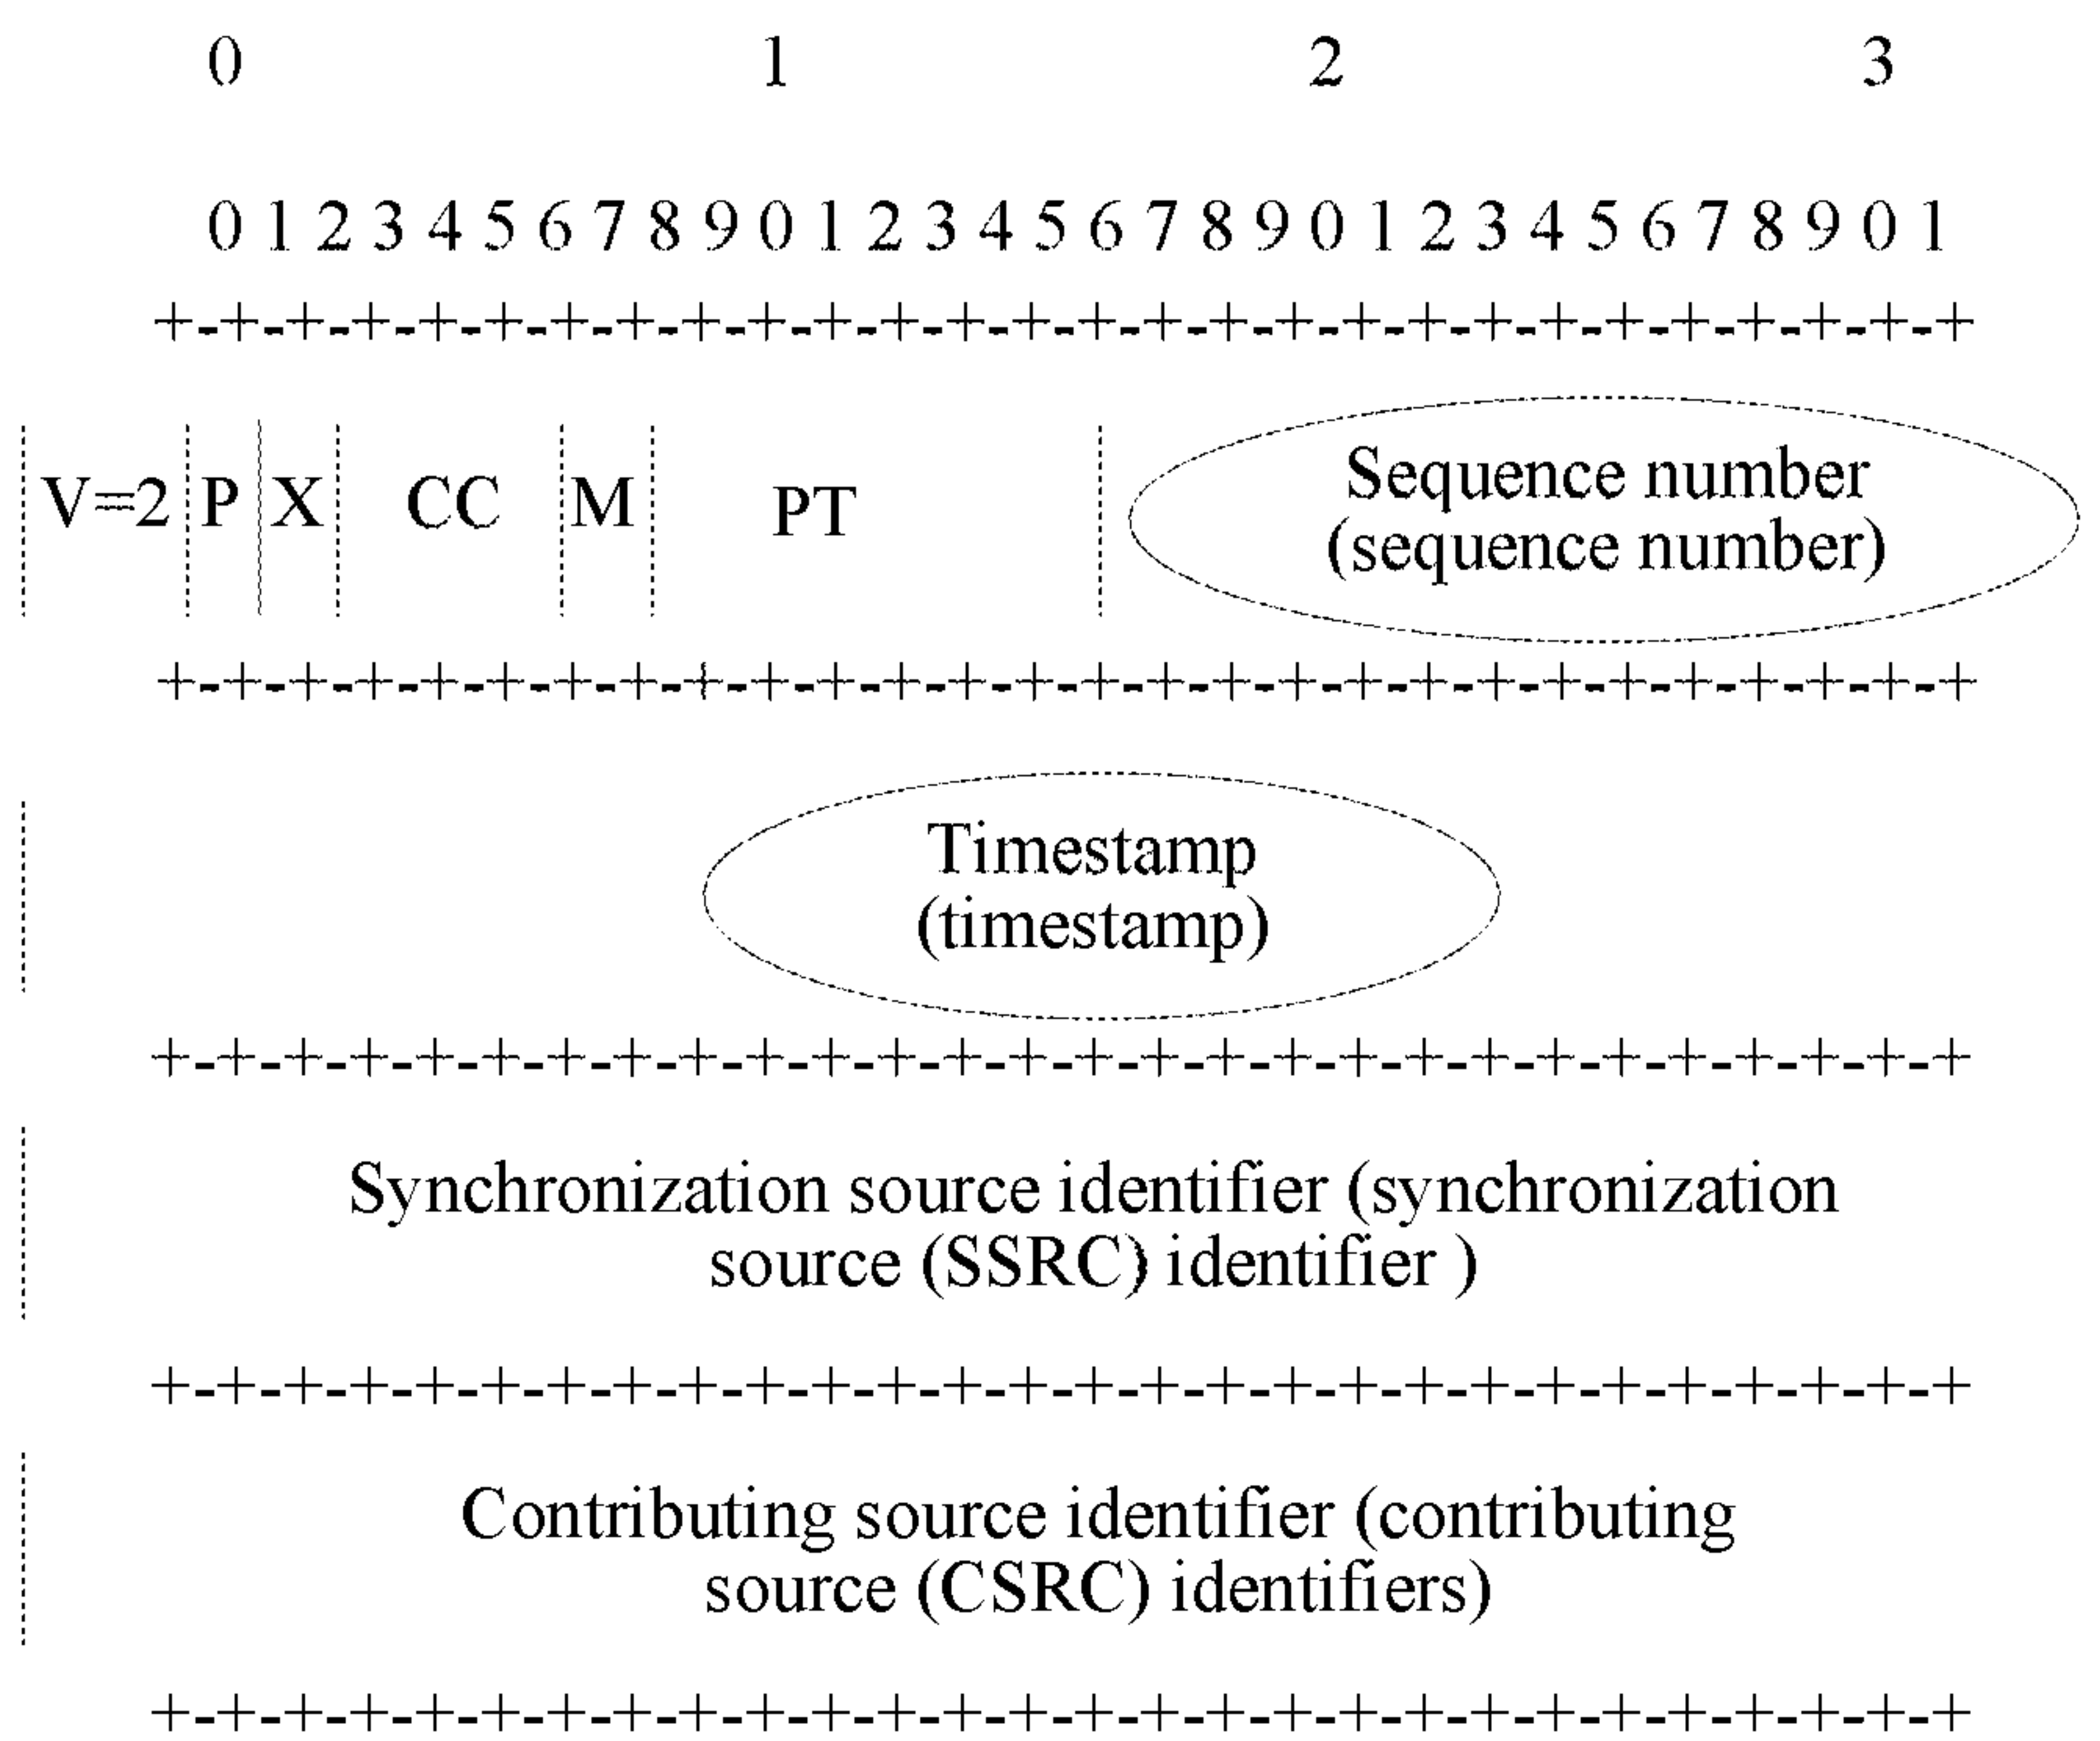 0 1 2 3
0 1 2 3 4 5 6 7 8 9 0 1 2 3 4 5 6 7 8 9 0 1 2 3 4 5 6 7 8 9 0 1
+-+-+-+-+-+-+-+-+-+-+-+-+-+-+-+-+-+-+-+-+-+-+-+-+-+-+-+
V=2 P X CC M PT Sequence number
(sequence number)
+-+-+-+-+-+-+-+-+-+-+-+-+-+-+-+-+-+-+-+-+-+-+-+-+-+-+-+
Timestamp
(timestamp)
+-+-+-+-+-+-+-+-+-+-+-+-+-+-+-+-+-+-+-+-+-+-+-+-+-+-+-+
Synchronization source identifier (synchronization
source (SSRC) identifier )
+-+-+-+-+-+-+-+-+-+-+-+-+-+-+-+-+-+-+-+-+-+-+-+-+-+-+-+
Contributing source identifier (contributing
source (CSRC) identifiers)
+-+-+-+-+-+-+-+-+-+-+-+-+-+-+-+-+-+-+-+-+-+-+-+-+-+-+-+